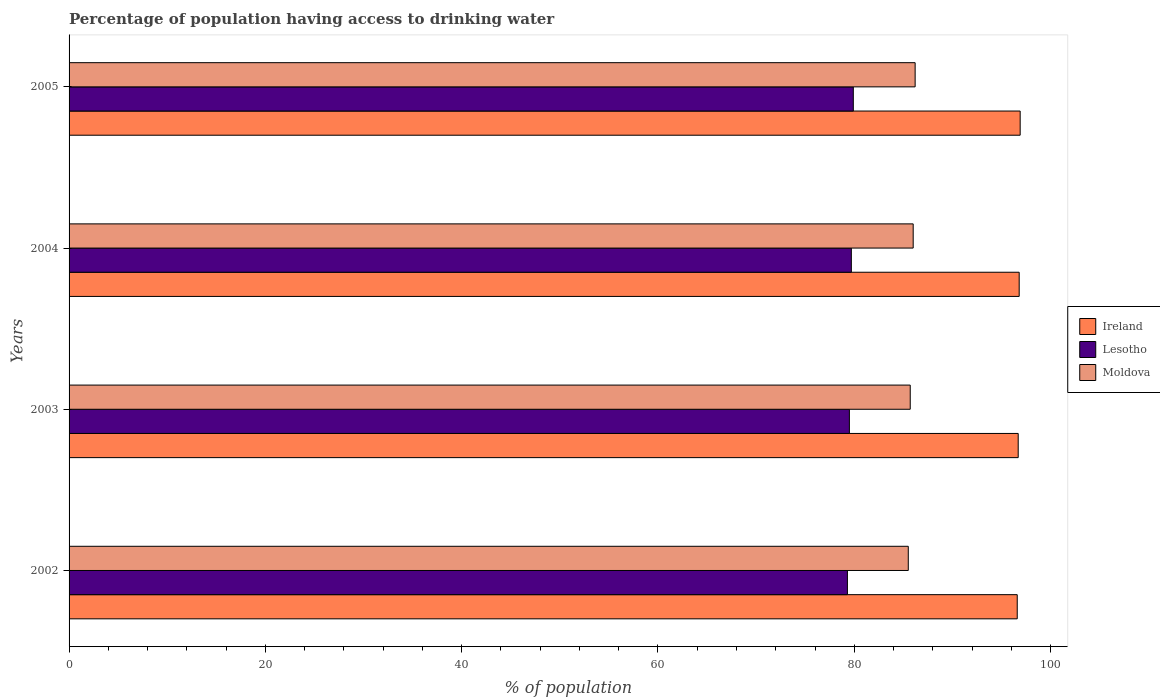 Percentage of population having access to drinking water
2005
2004
2003
2002
Years
0
20
40
60
80
100
% of population
Ireland
Lesotho
Moldova